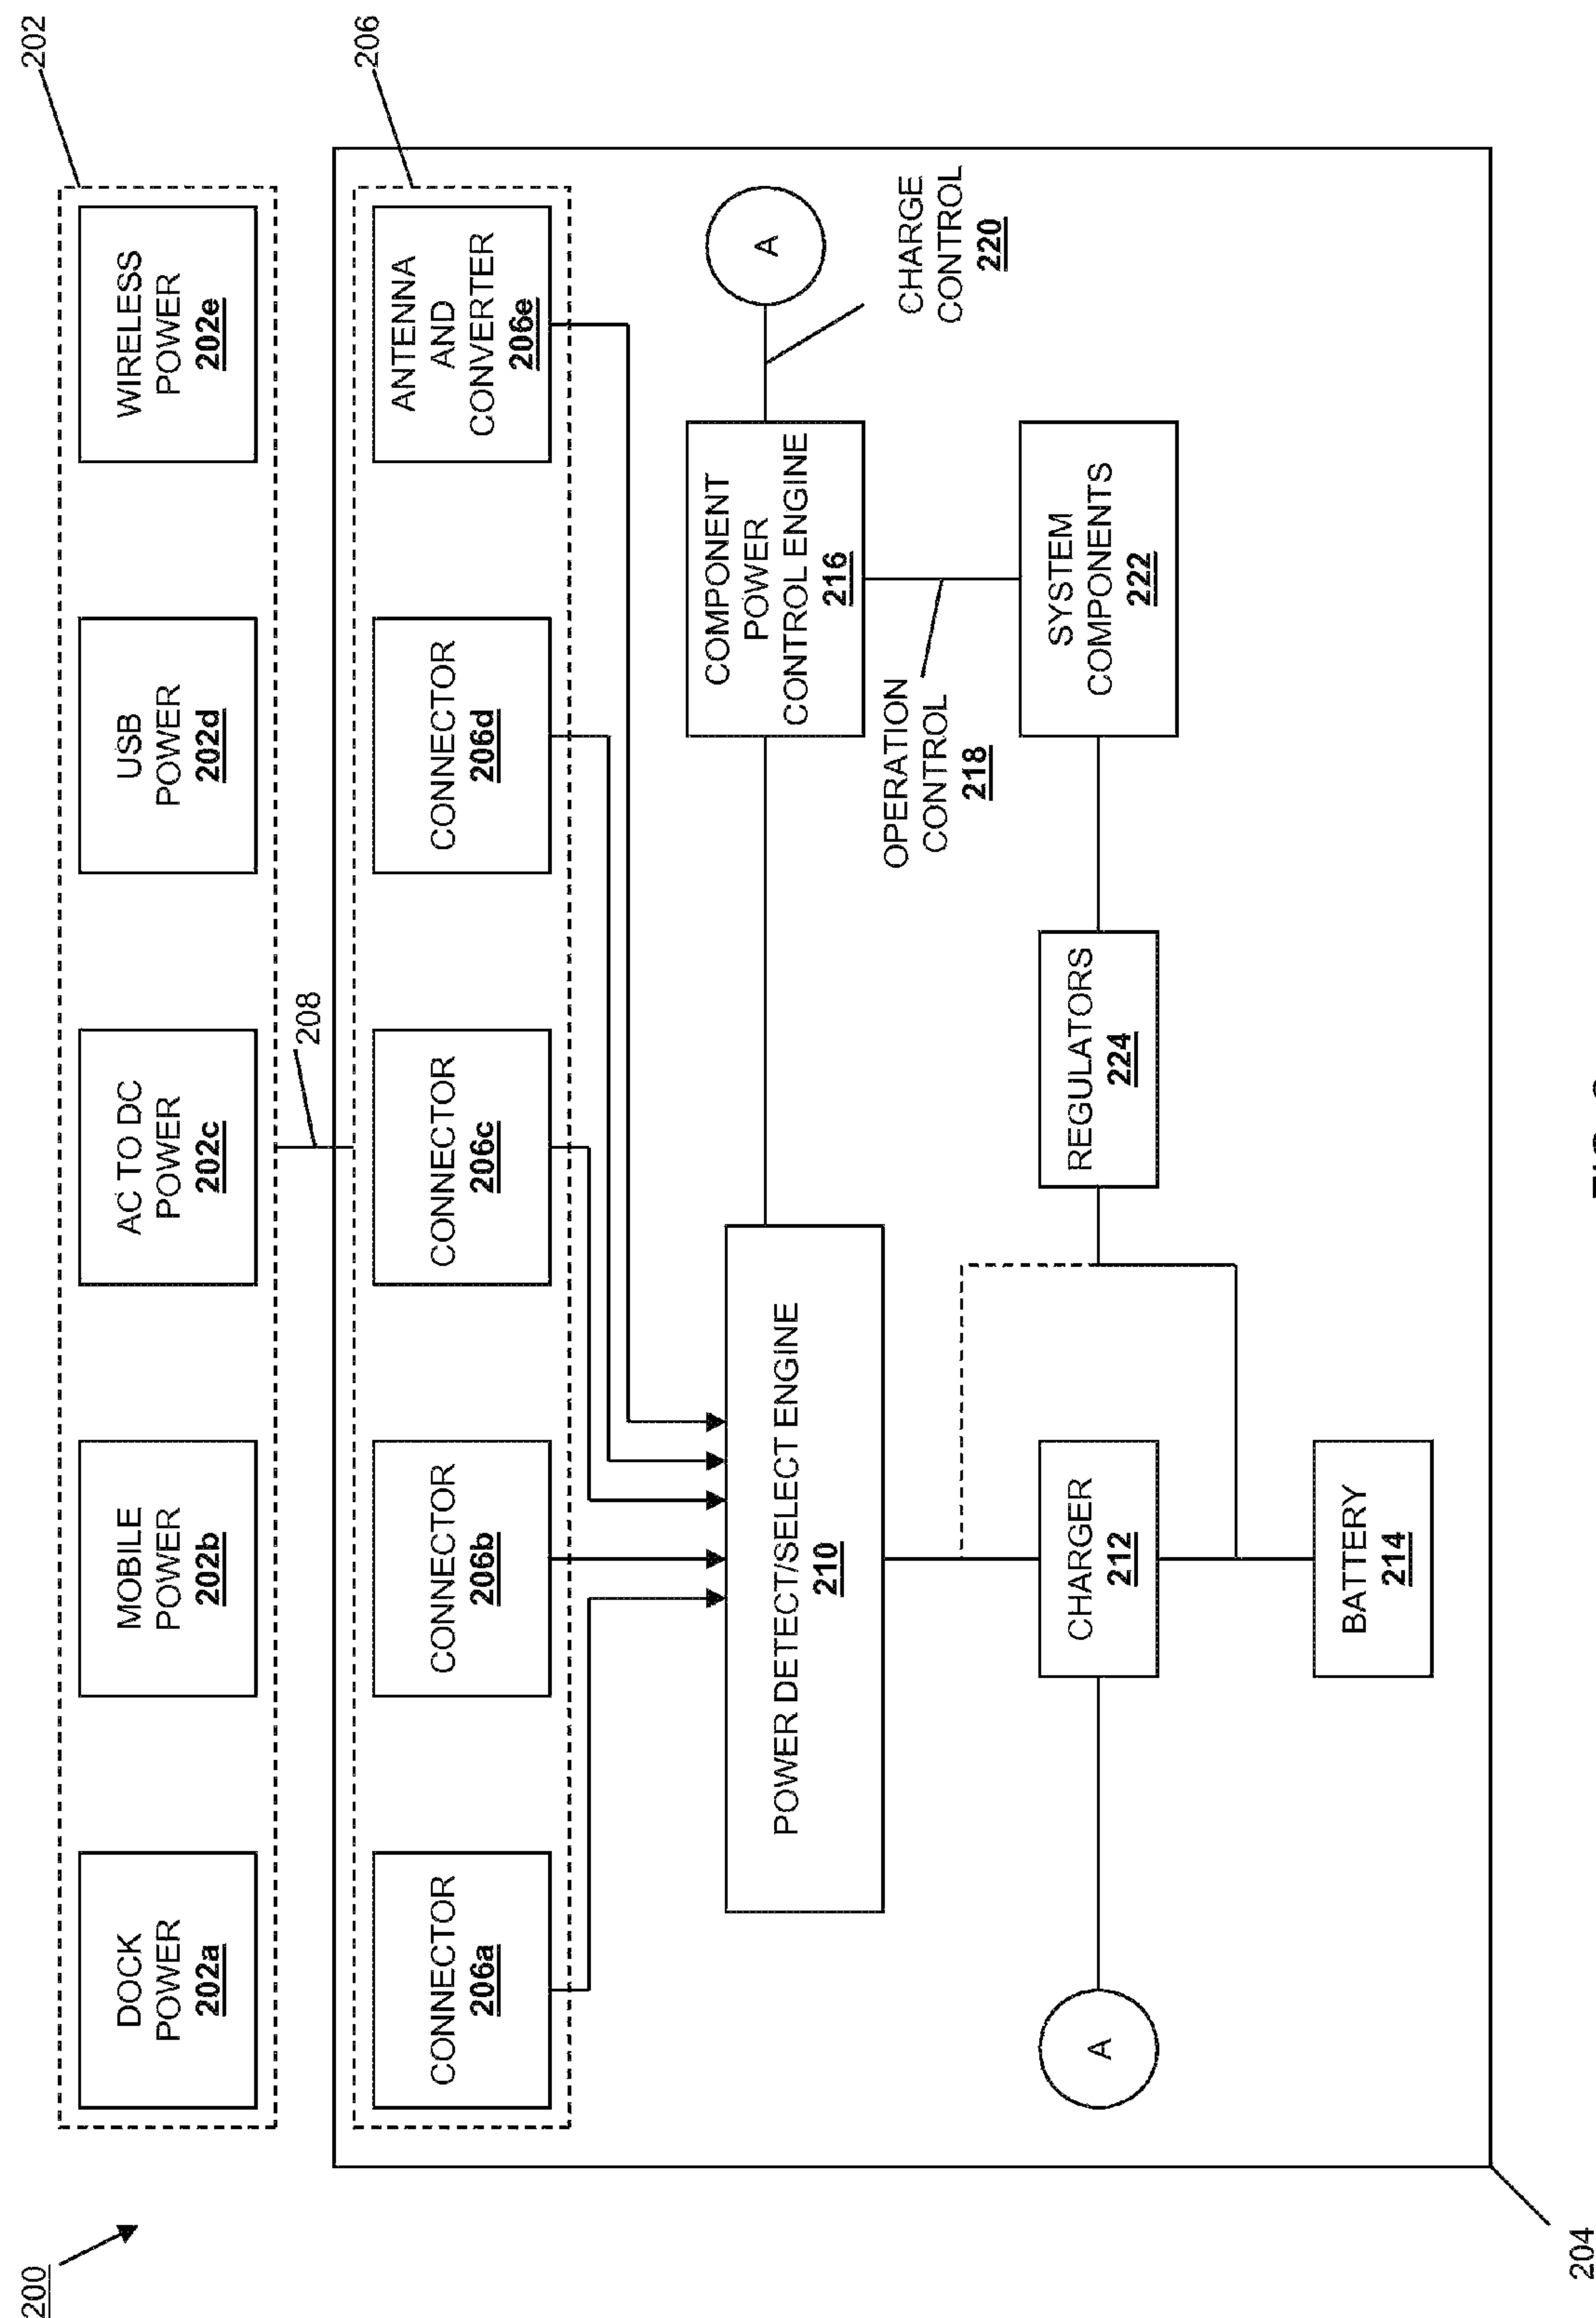 200
202
DOCK
POWER
202a
MOBILE
POWER
202b
AC TO DC
POWER
202c
USB
POWER
202d
WIRELESS
POWER
202e
208
206
CONNECTOR
206a
CONNECTOR
206b
CONNECTOR
206c
CONNECTOR
206d
ANTENNA
AND
CONVERTER
206e
POWER DETECT/SELECT ENGINE
210
COMPONENT
POWER
CONTROL ENGINE
216
A
CHARGE
CONTROL
220
OPERATION
CONTROL
218
A
CHARGER
212
REGULATORS
224
SYSTEM
COMPONENTS
222
BATTERY
214
204